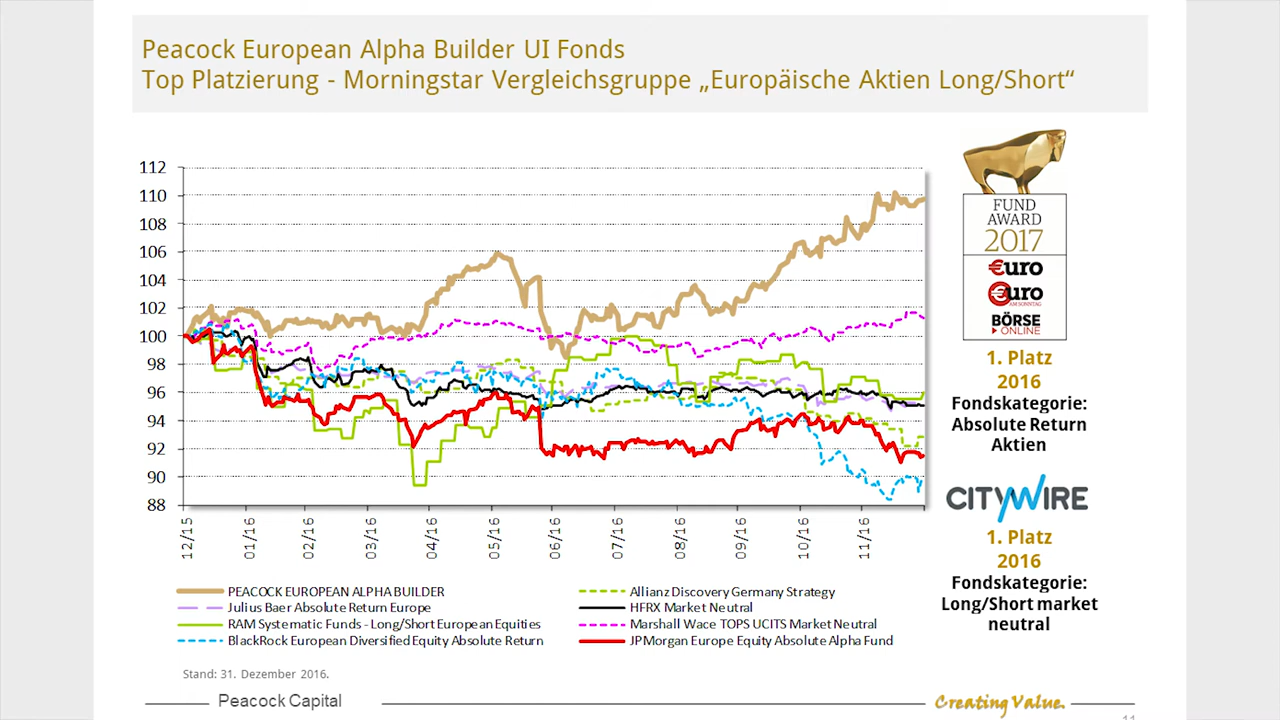 Peacock European Alpha Builder UI Fonds
Top Platzierung - Morningstar Vergleichsgruppe „Europäische Aktien Long/Short“
112
110
108
106
104
102
100
98
96
94
92
90
88
12/15
01/16
02/16
03/16
04/16
05/16
06/16
07/16
08/16
09/16
10/16
11/16
PEACOCK EUROPEAN ALPHA BUILDER
Julius Baer Absolute Return Europe
RAM Systematic Funds - Long/Short European Equities
BlackRock European Diversified Equity Absolute Return
Allianz Discovery Germany Strategy
HFRX Market Neutral
Marshall Wace TOPS UCITS Market Neutral
JPMorgan Europe Equity Absolute Alpha Fund
FUND
AWARD
2017
€uro
€uro
AM SONNTAG
BÖRSE
ONLINE
1. Platz
2016
Fondskategorie:
Absolute Return
Aktien
CITYWIRE
1. Platz
2016
Fondskategorie:
Long/Short market
neutral
Stand: 31. Dezember 2016.
Peacock Capital
Creating Value.